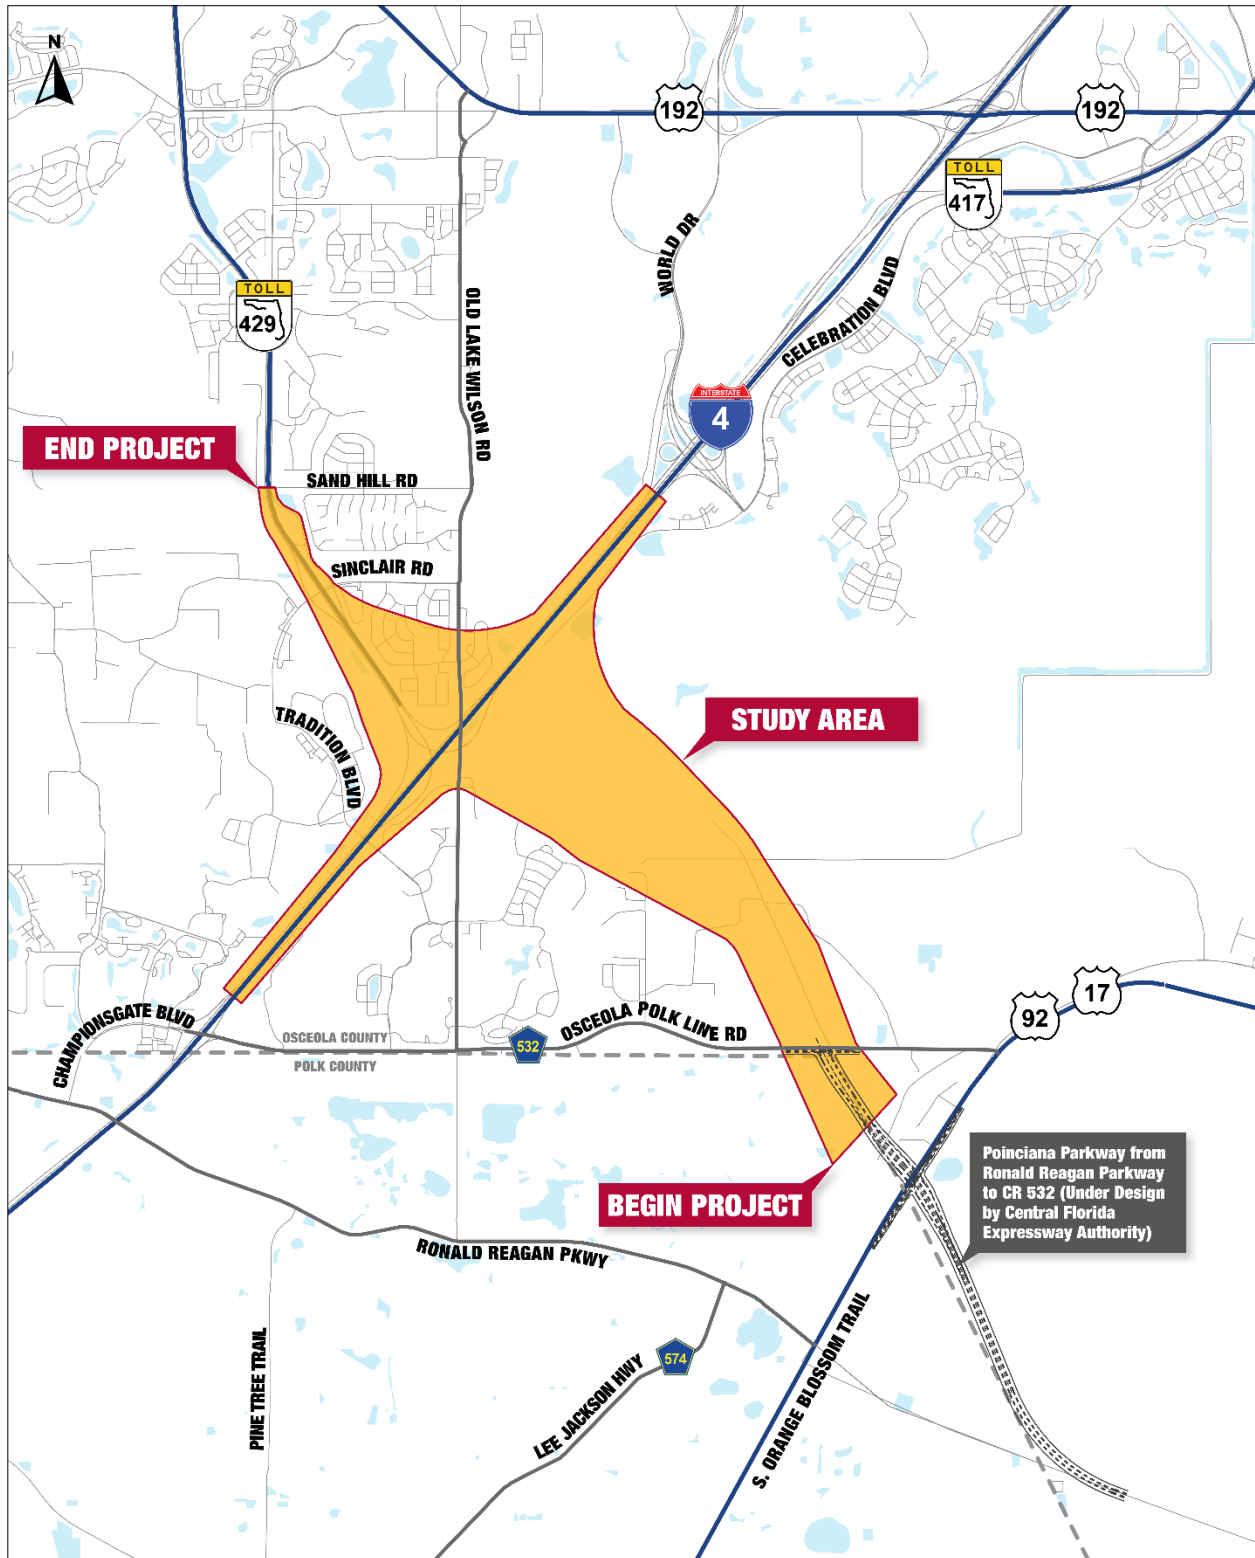 N
192
192
TOLL
417
WORLD DR
CELEBRATION BLVD
TOLL
429
OLD LAKE WILSON RD
INTERSTATE
4
END PROJECT
SAND HILL RD
SINCLAIR RD
TRADITION BLVD
STUDY AREA
CHAMPIONSGATE BLVD
OSCEOLA COUNTY
POLK COUNTY
532
OSCEOLA POLK LINE RD
92
17
Poinciana Parkway from
Ronald Reagan Parkway
to CR 532 (Under Design
by Central Florida
Expressway Authority)
BEGIN PROJECT
RONALD REAGAN PKWY
PINE TREE TRAIL
LEE JACKSON HWY
574
S. ORANGE BLOSSOM TRAIL